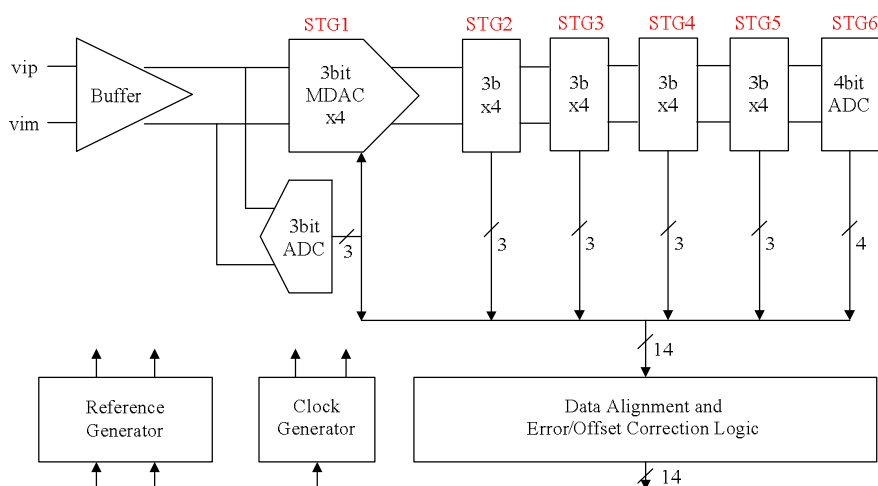 STG1 STG2 STG3 STG4 STG5 STG6
vip
vim
Buffer
3bit
MDAC
x4
3b
x4
3b
x4
3b
x4
3b
x4
4bit
ADC
3bit
ADC
3
3
3
3
3
4
14
Reference
Generator
Clock
Generator
Data Alignment and
Error/Offset Correction Logic
14